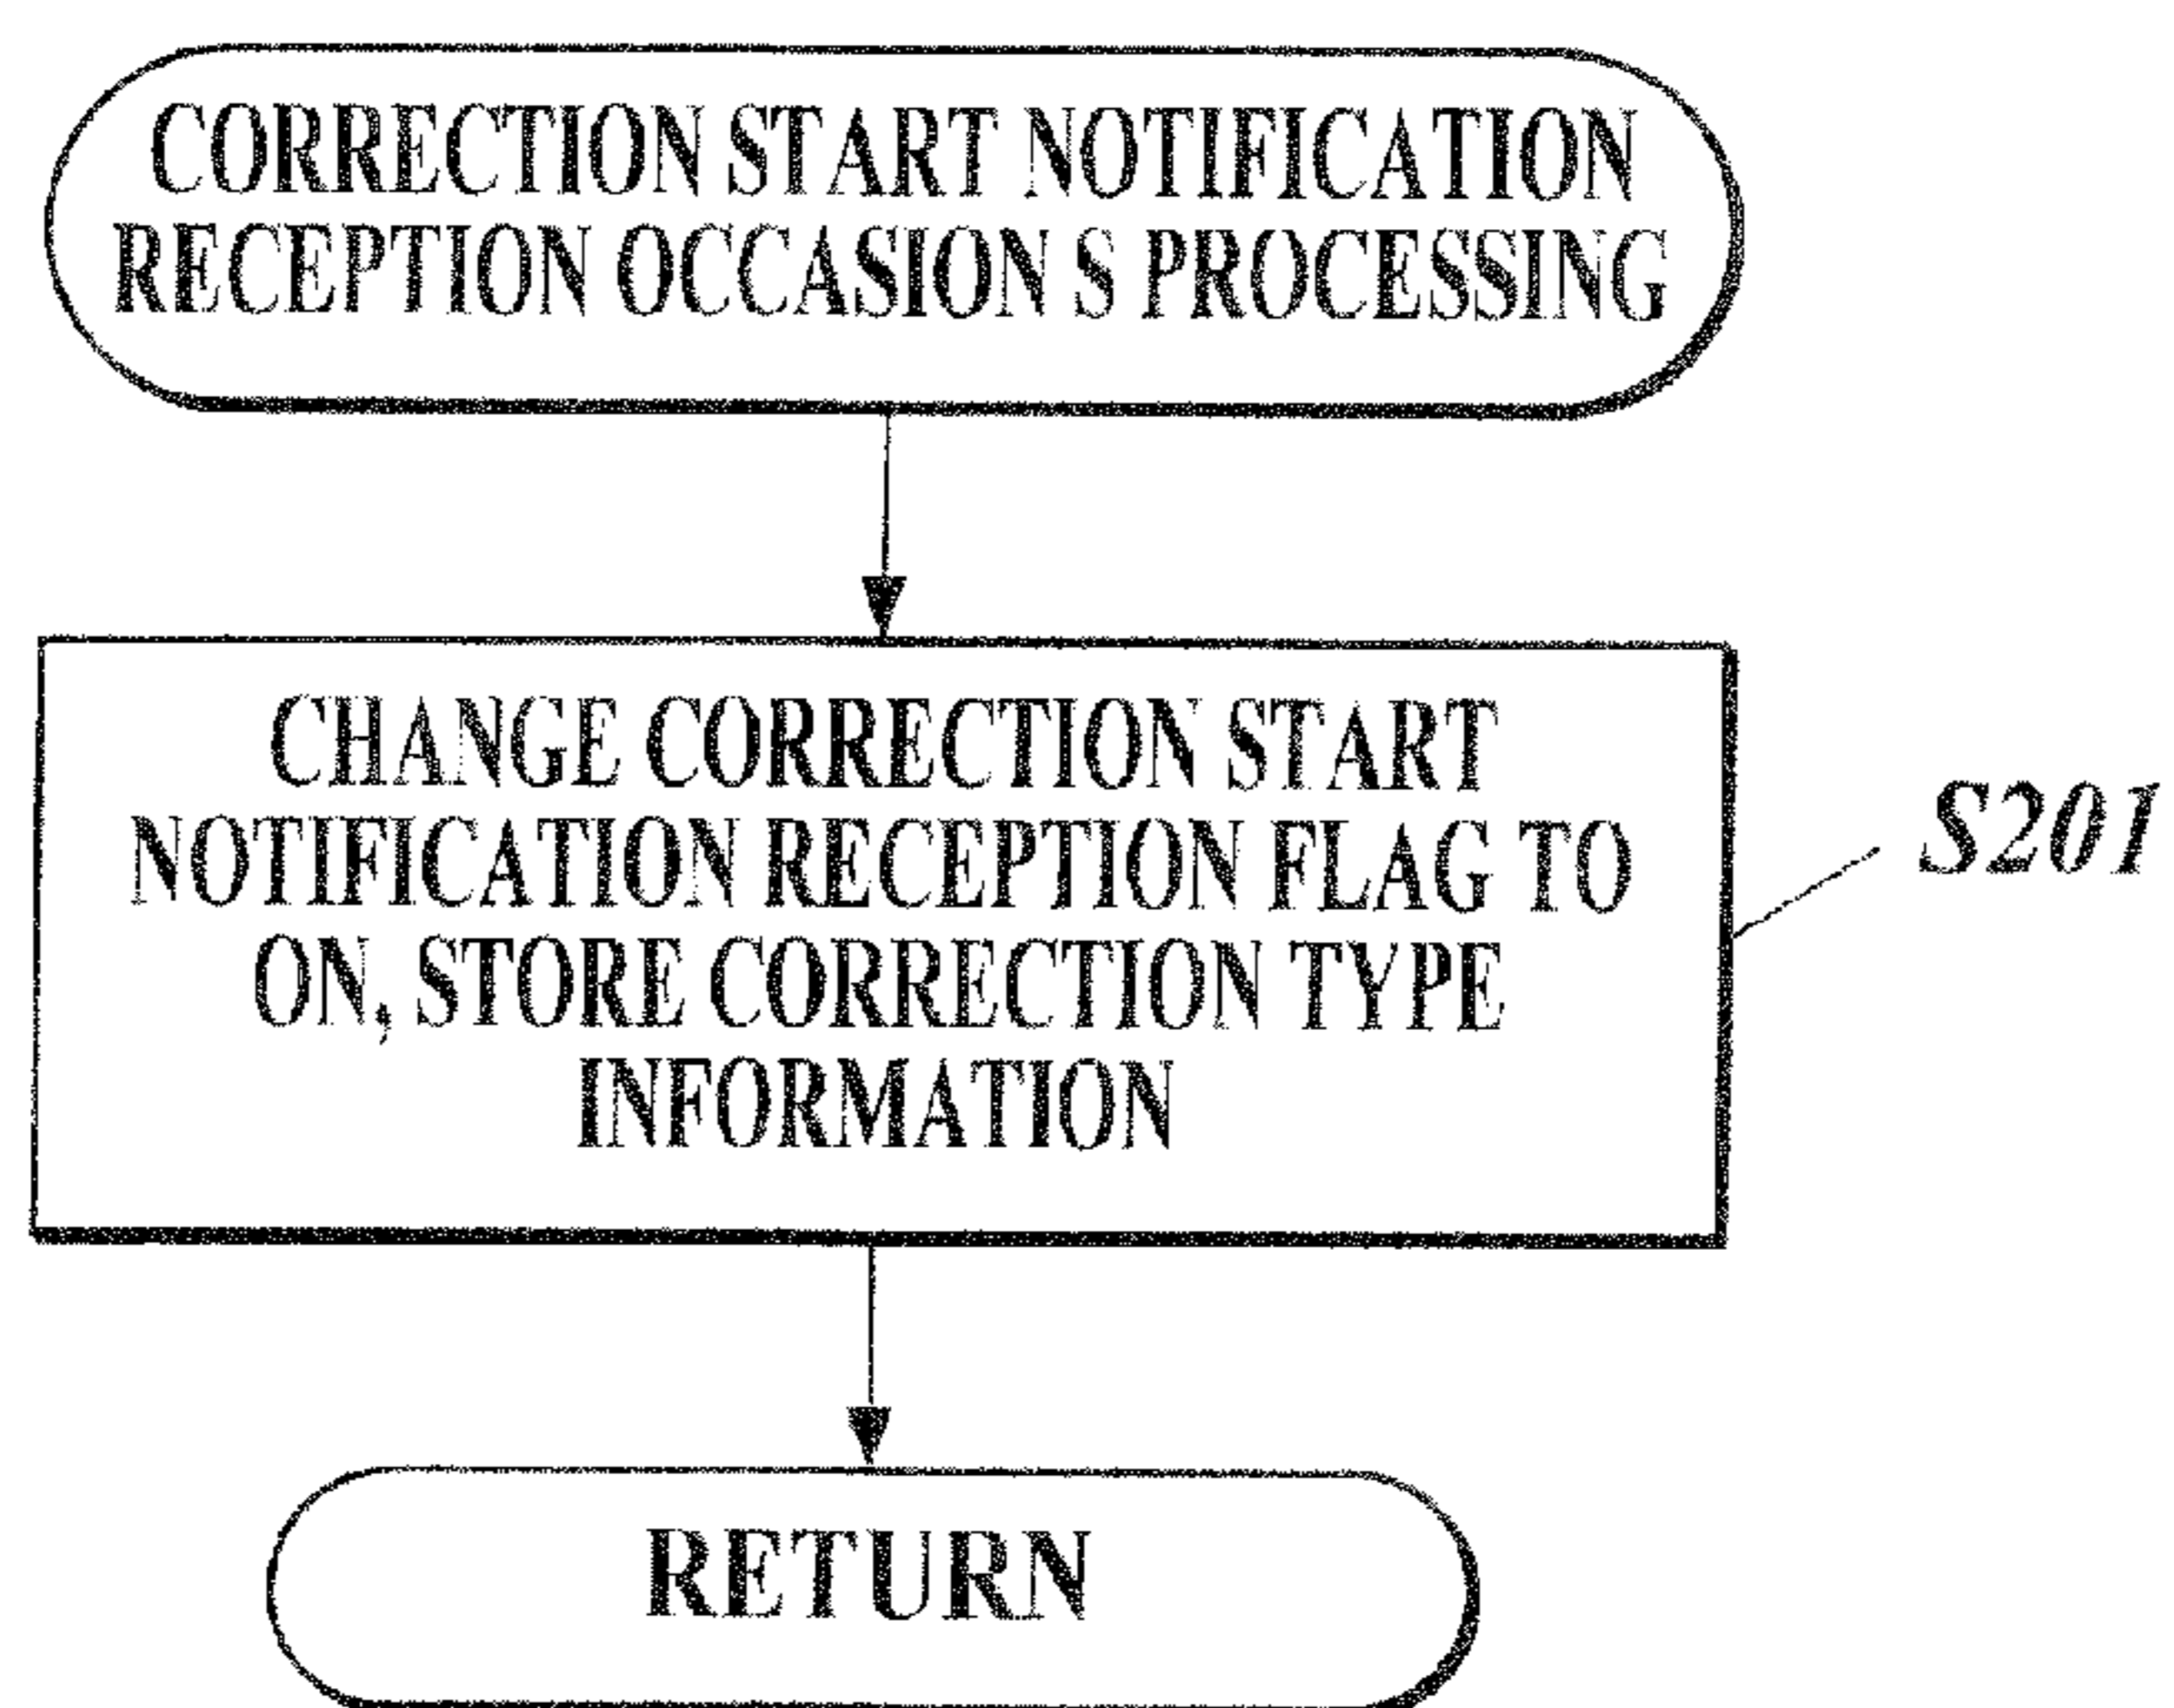 CORRECTION START NOTIFICATION
RECEPTION OCCASION S PROCESSING
CHANGE CORRECTION START
NOTIFICATION RECEPTION FLAG TO
ON, STORE CORRECTION TYPE
INFORMATION
S201
RETURN